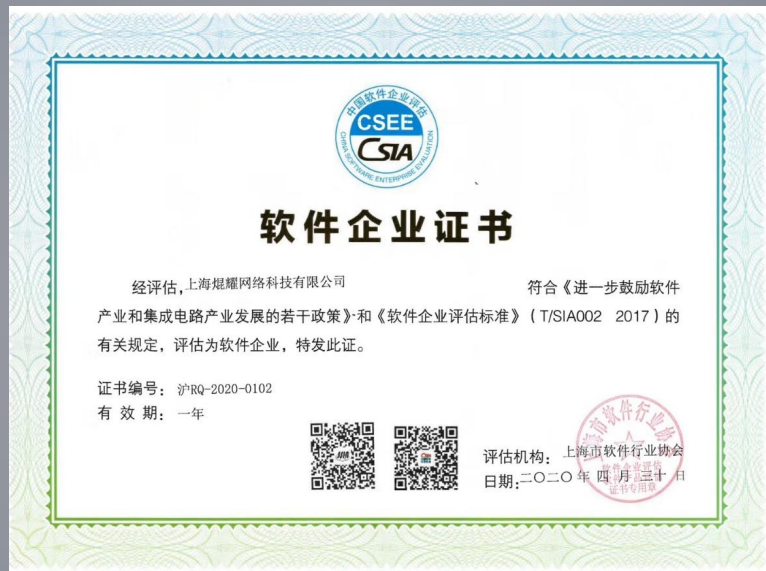 中国软件企业评估
CSEE
CSIA
CHINA SOFTWARE ENTERPRISE EVALUATION
软件企业证书
经评估,上海焜耀网络科技有限公司 符合《进一步鼓励软件
产业和集成电路产业发展的若干政策》和《软件企业评估标准》（T/SIA002 2017）的
有关规定，评估为软件企业，特发此证。
证书编号：沪RQ-2020-0102
有 效 期：一年
评估机构：上海市软件行业协会
日期:二〇二〇年 四 月 三十 日
上海市软件行业协会
软件企业评估
证书专用章